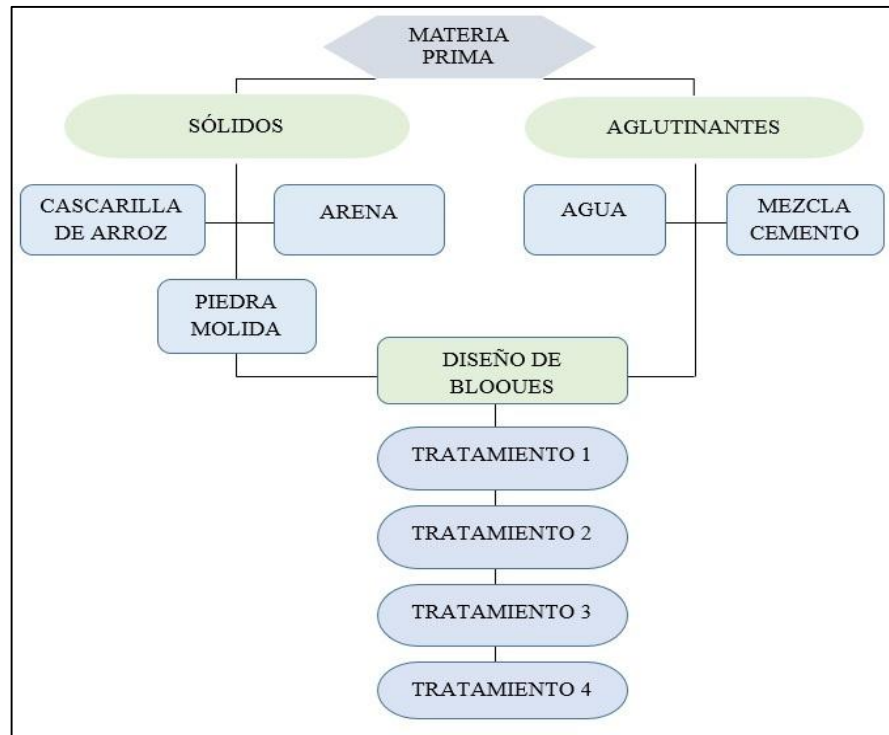 MATERIA
PRIMA
SÓLIDOS
AGLUTINANTES
CASCARILLA
DE ARROZ
ARENA
AGUA
MEZCLA
CEMENTO
PIEDRA
MOLIDA
DISEÑO DE
BLOQUES
TRATAMIENTO 1
TRATAMIENTO 2
TRATAMIENTO 3
TRATAMIENTO 4